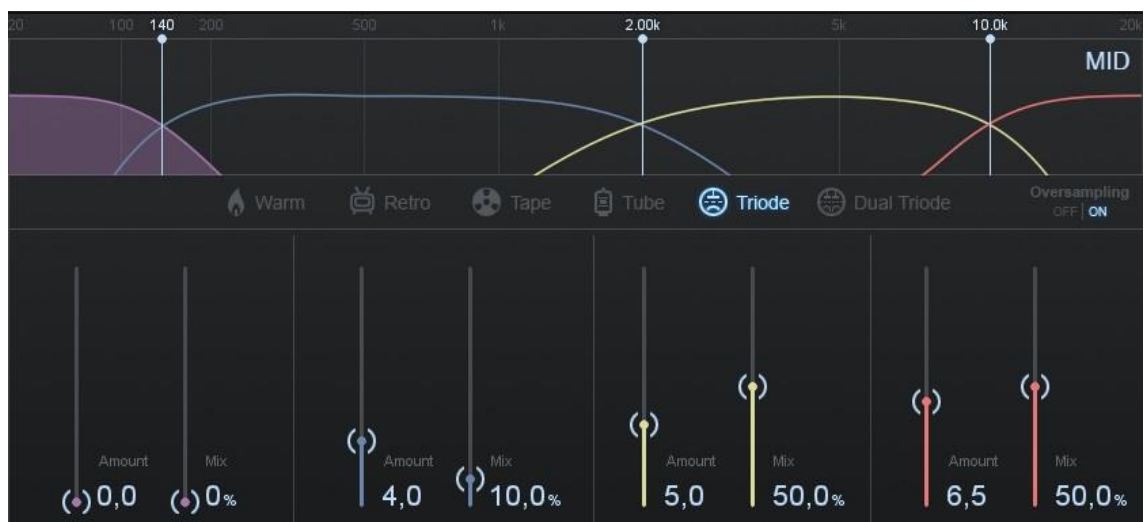 20 100 140 200 500 1k 2.00k 5k 10.0k 20k
MID
Warm Retro Tape Tube Triode Dual Triode Oversampling
OFF | ON
Amount Mix Amount Mix Amount Mix Amount Mix
0,0 0% 4,0 10,0% 5,0 50,0% 6,5 50,0%